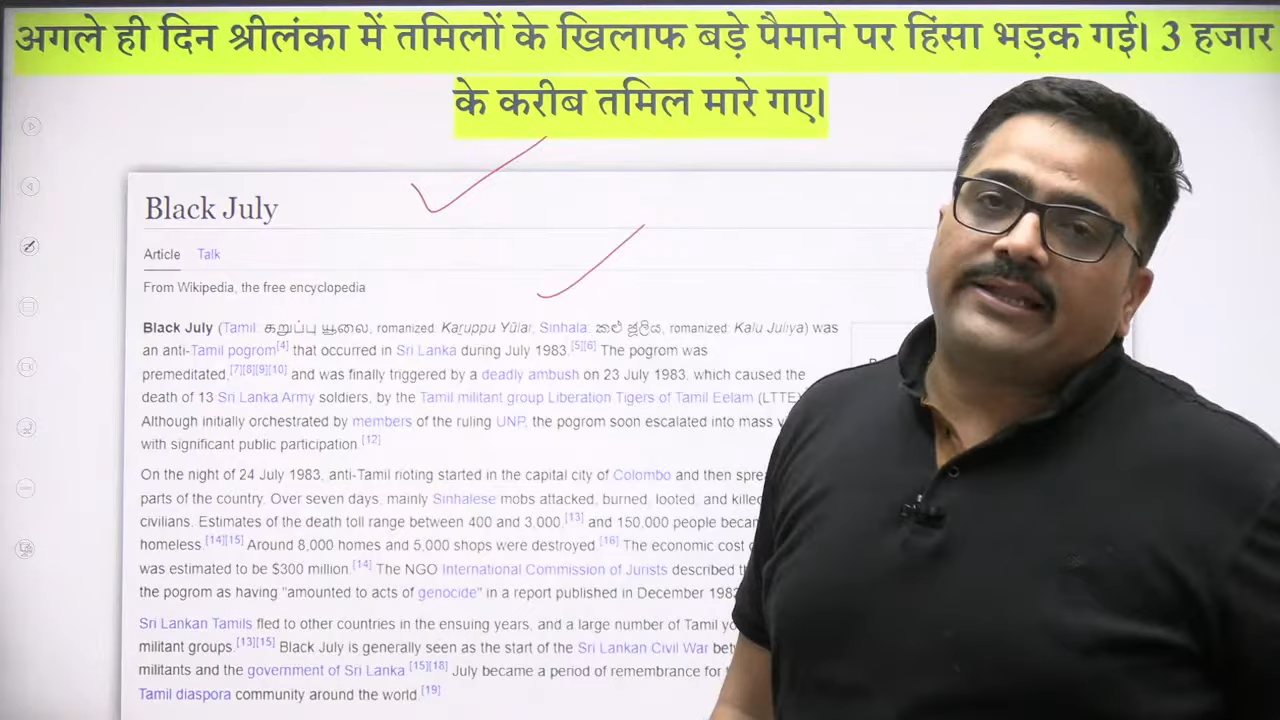 अगले ही दिन श्रीलंका में तमिलों के खिलाफ बड़े पैमाने पर हिंसा भड़क गई। 3 हजार
के करीब तमिल मारे गए।
Black July
Article Talk
From Wikipedia, the free encyclopedia
Black July (Tamil: கறுப்பு யூலை, romanized: Karuppu Yūlai, Sinhala: කළු ජූලිය, romanized: Kalu Juliya) was
an anti-Tamil pogrom[4] that occurred in Sri Lanka during July 1983.[5][6] The pogrom was
premeditated,[7][8][9][10] and was finally triggered by a deadly ambush on 23 July 1983, which caused the
death of 13 Sri Lanka Army soldiers, by the Tamil militant group Liberation Tigers of Tamil Eelam (LTTE)
Although initially orchestrated by members of the ruling UNP, the pogrom soon escalated into mass
with significant public participation.[12]
On the night of 24 July 1983, anti-Tamil rioting started in the capital city of Colombo and then sprea
parts of the country. Over seven days, mainly Sinhalese mobs attacked, burned, looted, and killed
civilians. Estimates of the death toll range between 400 and 3,000,[13] and 150,000 people becam
homeless.[14][15] Around 8,000 homes and 5,000 shops were destroyed.[16] The economic cost
was estimated to be $300 million.[14] The NGO International Commission of Jurists described th
the pogrom as having "amounted to acts of genocide" in a report published in December 1983
Sri Lankan Tamils fled to other countries in the ensuing years, and a large number of Tamil yo
militant groups.[13][15] Black July is generally seen as the start of the Sri Lankan Civil War bet
militants and the government of Sri Lanka.[15][18] July became a period of remembrance for
Tamil diaspora community around the world.[19]